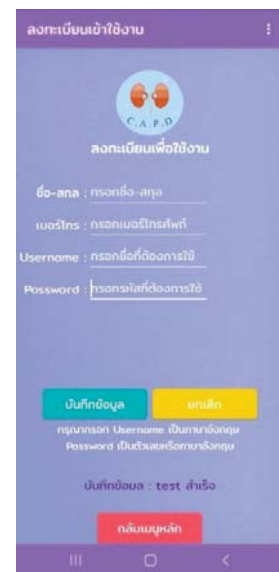 ลงทะเบียนเข้าใช้งาน
C.A.P.D
ลงทะเบียนเพื่อใช้งาน
ชื่อ-สกุล : กรอกชื่อ-สกุล
เบอร์โทร : กรอกเบอร์โทรศัพท์
Username : กรอกชื่อที่ต้องการใช้
Password : กรอกรหัสที่ต้องการใช้
บันทึกข้อมูล ยกเลิก
กรุณากรอก Username เป็นภาษาอังกฤษ
Password เป็นตัวเลขหรือภาษาอังกฤษ
บันทึกข้อมูล : test สำเร็จ
กลับเมนูหลัก